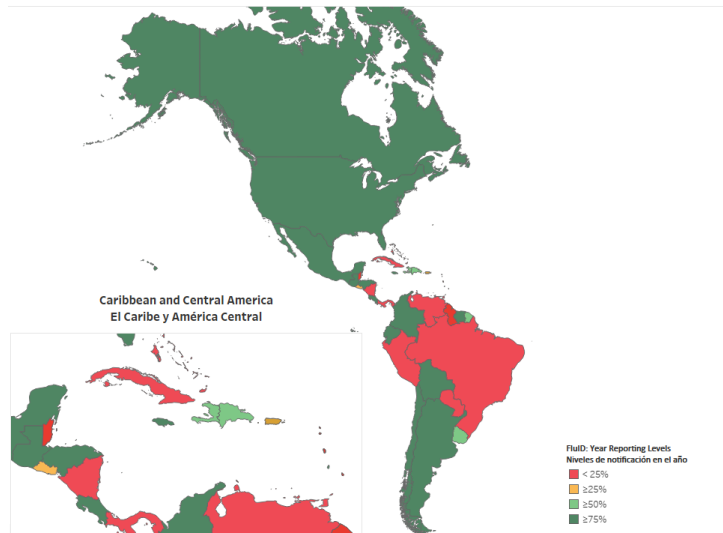 Caribbean and Central America
El Caribe y América Central
FluID: Year Reporting Levels
Niveles de notificación en el año
< 25%
≥25%
≥50%
≥75%